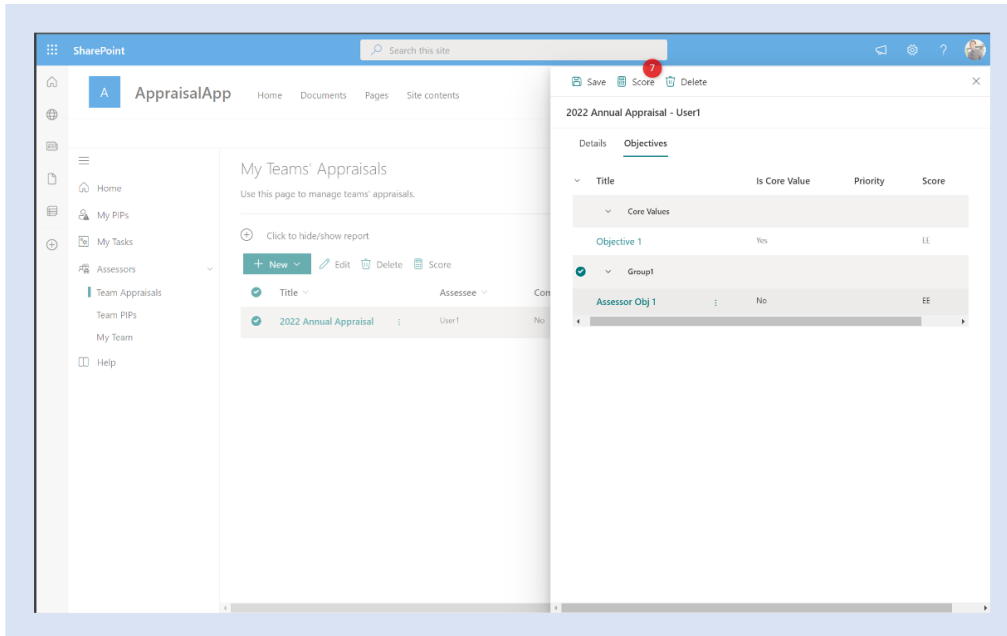 SharePoint
Search this site
?
A
AppraisalApp
Home Documents Pages Site contents
Home
My PIPs
My Tasks
Assessors
Team Appraisals
Team PIPs
My Team
Help
My Teams' Appraisals
Use this page to manage teams' appraisals.
Click to hide/show report
New Edit Delete Score
Title Assessee Con
2022 Annual Appraisal User1 No
7
Save Score Delete
2022 Annual Appraisal - User1
Details Objectives
Title Is Core Value Priority Score
Core Values
Objective 1 Yes EE
Group1
Assessor Obj 1 No EE